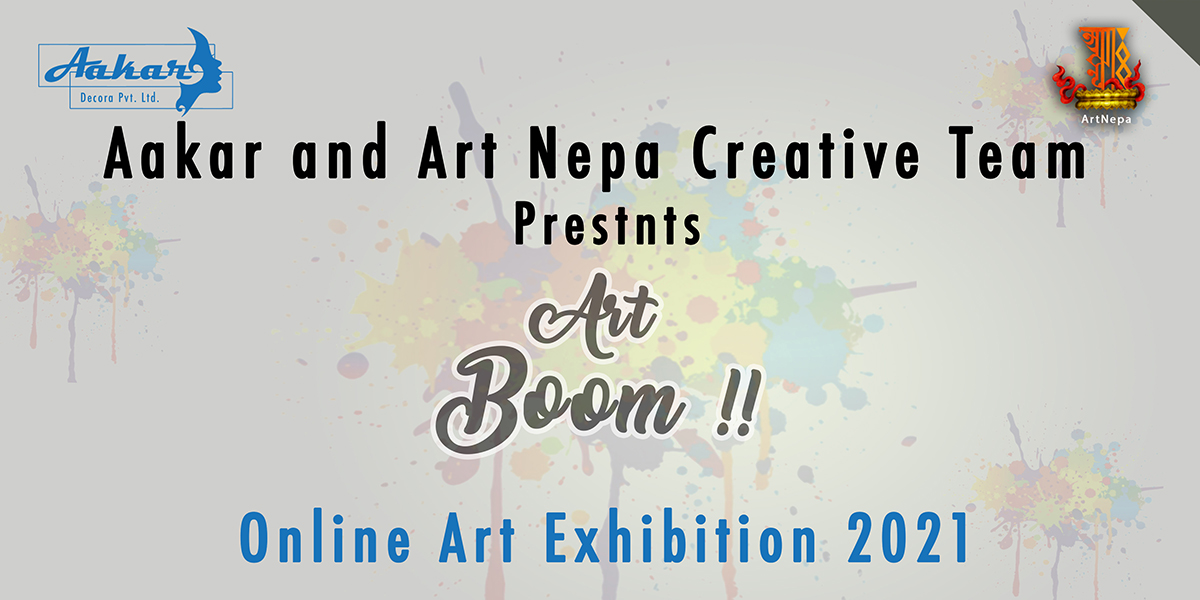 Aakar
Decora Pvt. Ltd.
ArtNepa
Aakar and Art Nepa Creative Team
Prestnts
Art
Boom !!
Online Art Exhibition 2021